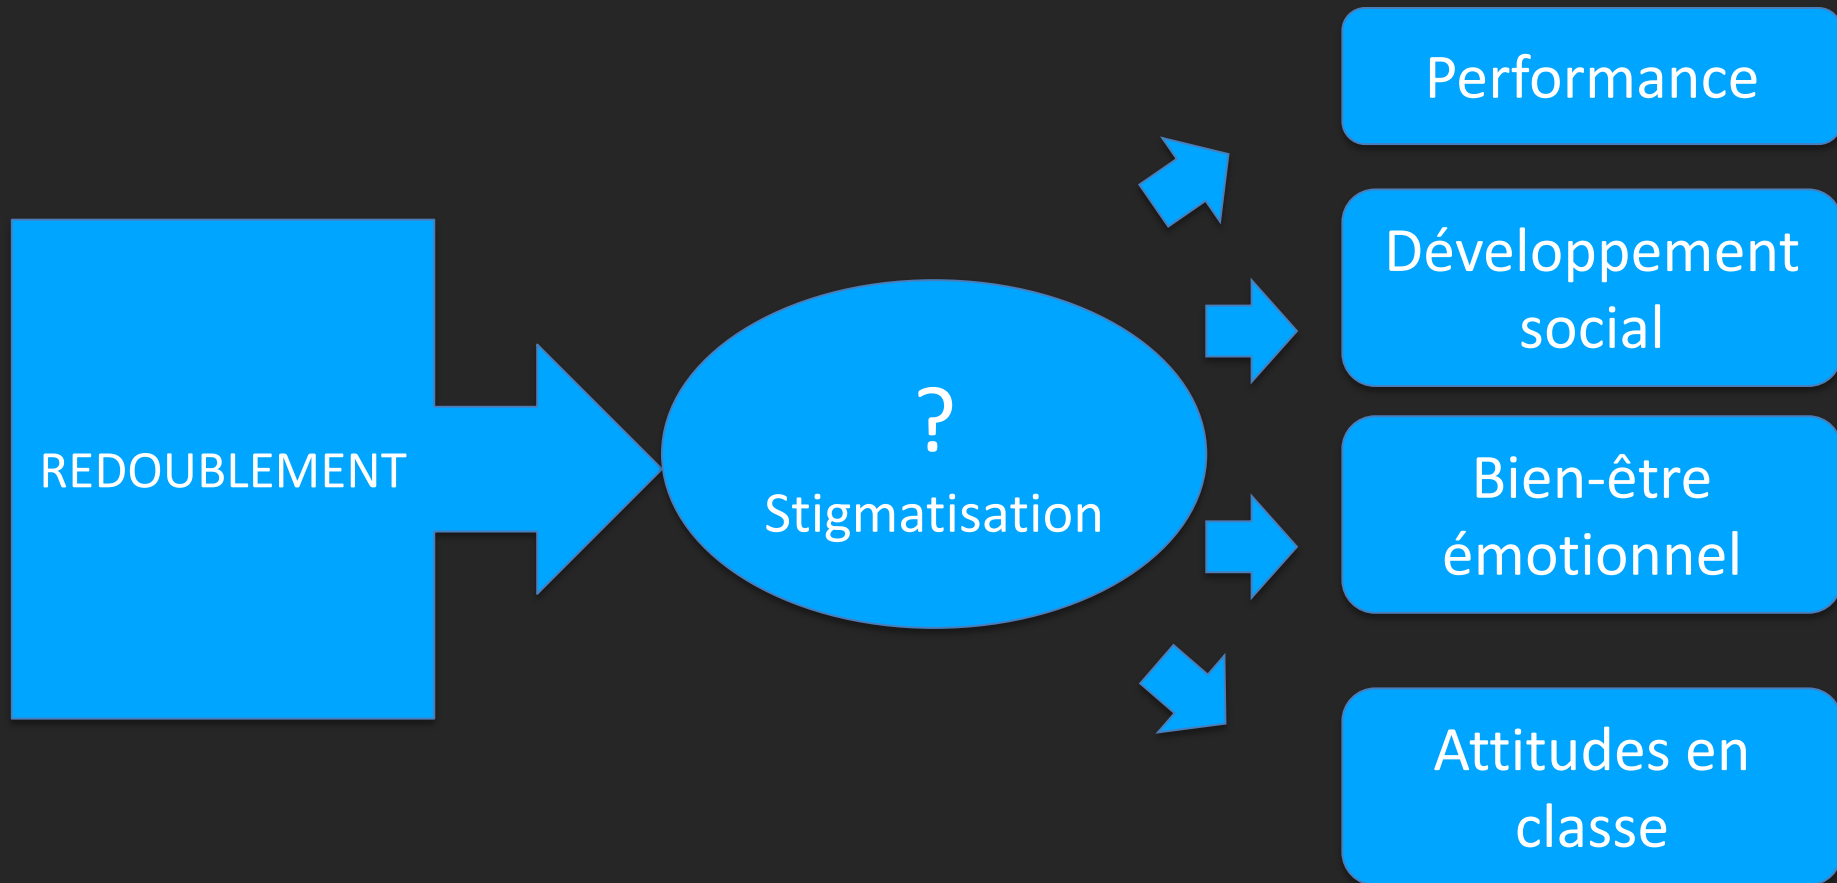 REDOUBLEMENT
?
Stigmatisation
Performance
Développement
social
Bien-être
émotionnel
Attitudes en
classe